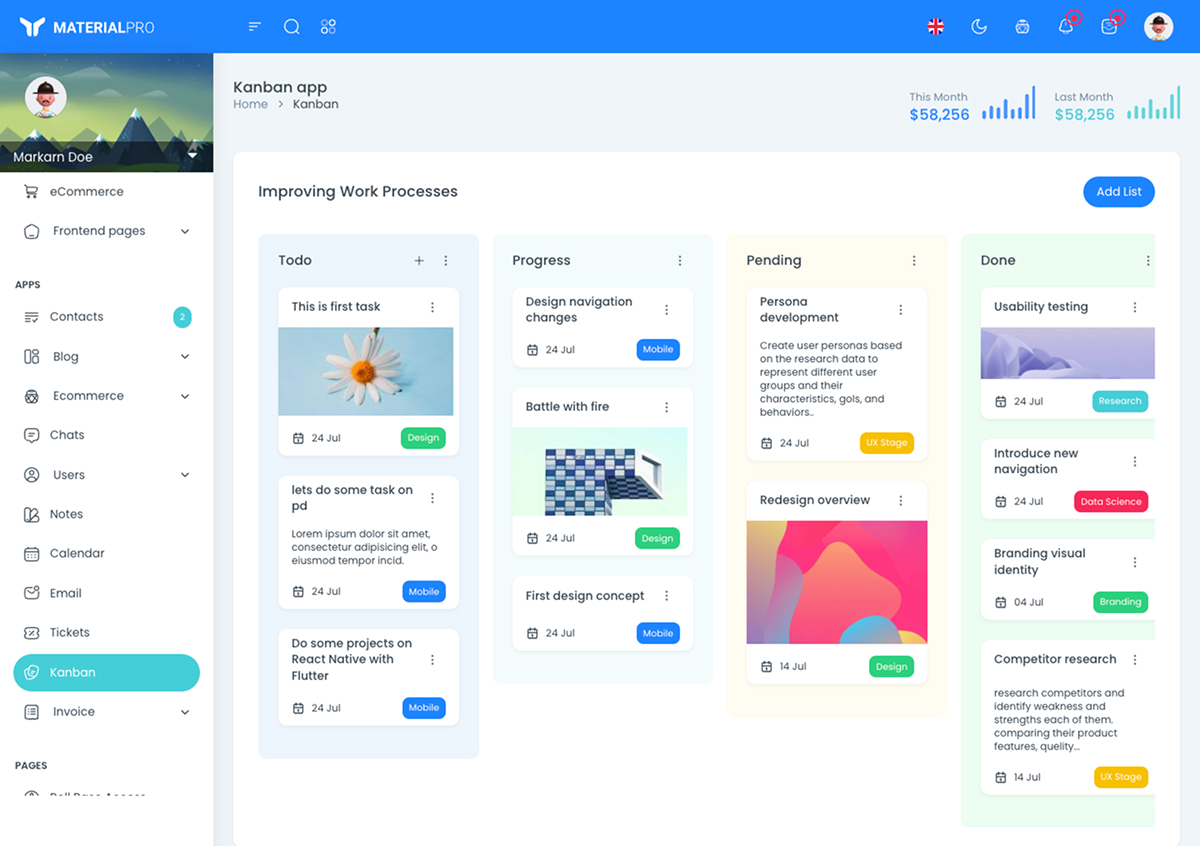 MATERIALPRO
Markarn Doe
eCommerce
Frontend pages
APPS
Contacts
2
Blog
Ecommerce
Chats
Users
Notes
Calendar
Email
Tickets
Kanban
Invoice
PAGES
Kanban app
Home > Kanban
This Month
$58,256
Last Month
$58,256
Improving Work Processes
Add List
Todo
This is first task
24 Jul
Design
lets do some task on
pd
Lorem ipsum dolor sit amet,
consectetur adipisicing elit, o
eiusmod tempor incid.
24 Jul
Mobile
Do some projects on
React Native with
Flutter
24 Jul
Mobile
Progress
Design navigation
changes
24 Jul
Mobile
Battle with fire
24 Jul
Design
First design concept
24 Jul
Mobile
Pending
Persona
development
Create user personas based
on the research data to
represent different user
groups and their
characteristics, gols, and
behaviors..
24 Jul
UX Stage
Redesign overview
14 Jul
Design
Done
Usability testing
24 Jul
Research
Introduce new
navigation
24 Jul
Data Science
Branding visual
identity
04 Jul
Branding
Competitor research
research competitors and
identify weakness and
strengths each of them.
comparing their product
features, quelity...
14 Jul
UX Stage